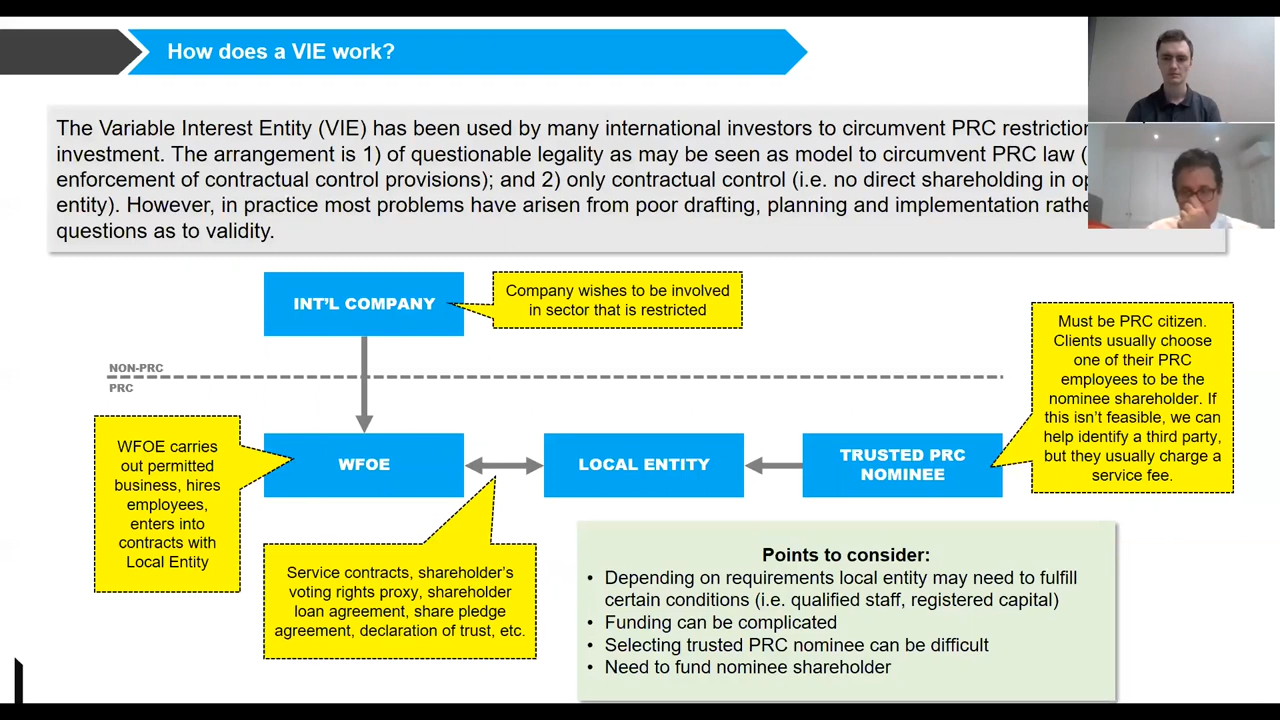 How does a VIE work?
The Variable Interest Entity (VIE) has been used by many international investors to circumvent PRC
investment. The arrangement is 1) of questionable legality as may be seen as model to circumvent PRC law (
enforcement of contractual control provisions); and 2) only contractual control (i.e. no direct shareholding in
entity). However, in practice most problems have arisen from poor drafting, planning and implementation
questions as to validity.
INT'L COMPANY
Company wishes to be involved
in sector that is restricted
NON-PRC
PRC
Must be PRC citizen.
Clients usually choose
one of their PRC
employees to be the
nominee shareholder. If
this isn't feasible, we can
help identify a third party,
but they usually charge a
service fee.
WFOE carries
out permitted
business, hires
employees,
enters into
contracts with
Local Entity
WFOE
LOCAL ENTITY
TRUSTED PRC
NOMINEE
Service contracts, shareholder's
voting rights proxy, shareholder
loan agreement, share pledge
agreement, declaration of trust, etc.
Points to consider:
• Depending on requirements local entity may need to fulfill
certain conditions (i.e. qualified staff, registered capital)
• Funding can be complicated
• Selecting trusted PRC nominee can be difficult
• Need to fund nominee shareholder